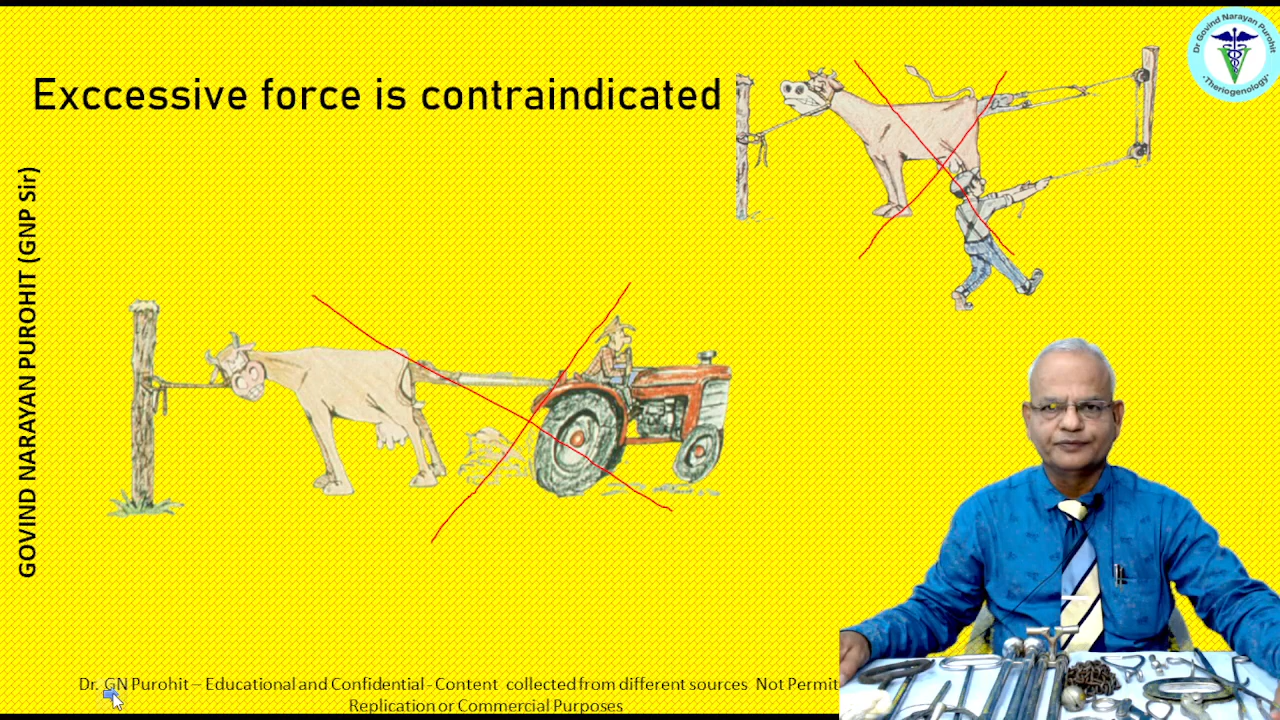 Exccessive force is contraindicated
Dr Govind Narayan Purohit
-Theriogenology-
GOVIND NARAYAN PUROHIT (GNP Sir)
Dr. GN Purohit – Educational and Confidential - Content collected from different sources Not Permit
Replication or Commercial Purposes